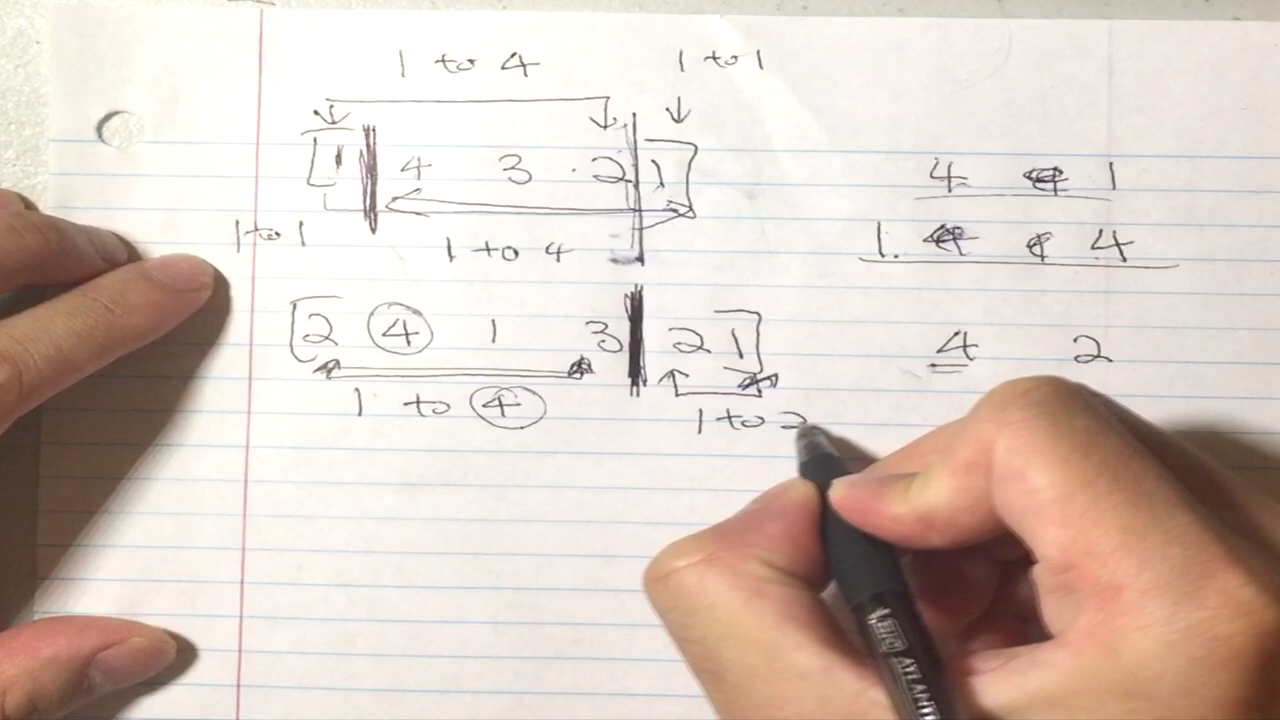 1 to 4 1 to 1
1 4 3 2 1 4 1
1 to 1 1 to 4 1. 4
2 4 1 3 2 1 4 2
1 to 4 1 to 2
BIC ATLANT